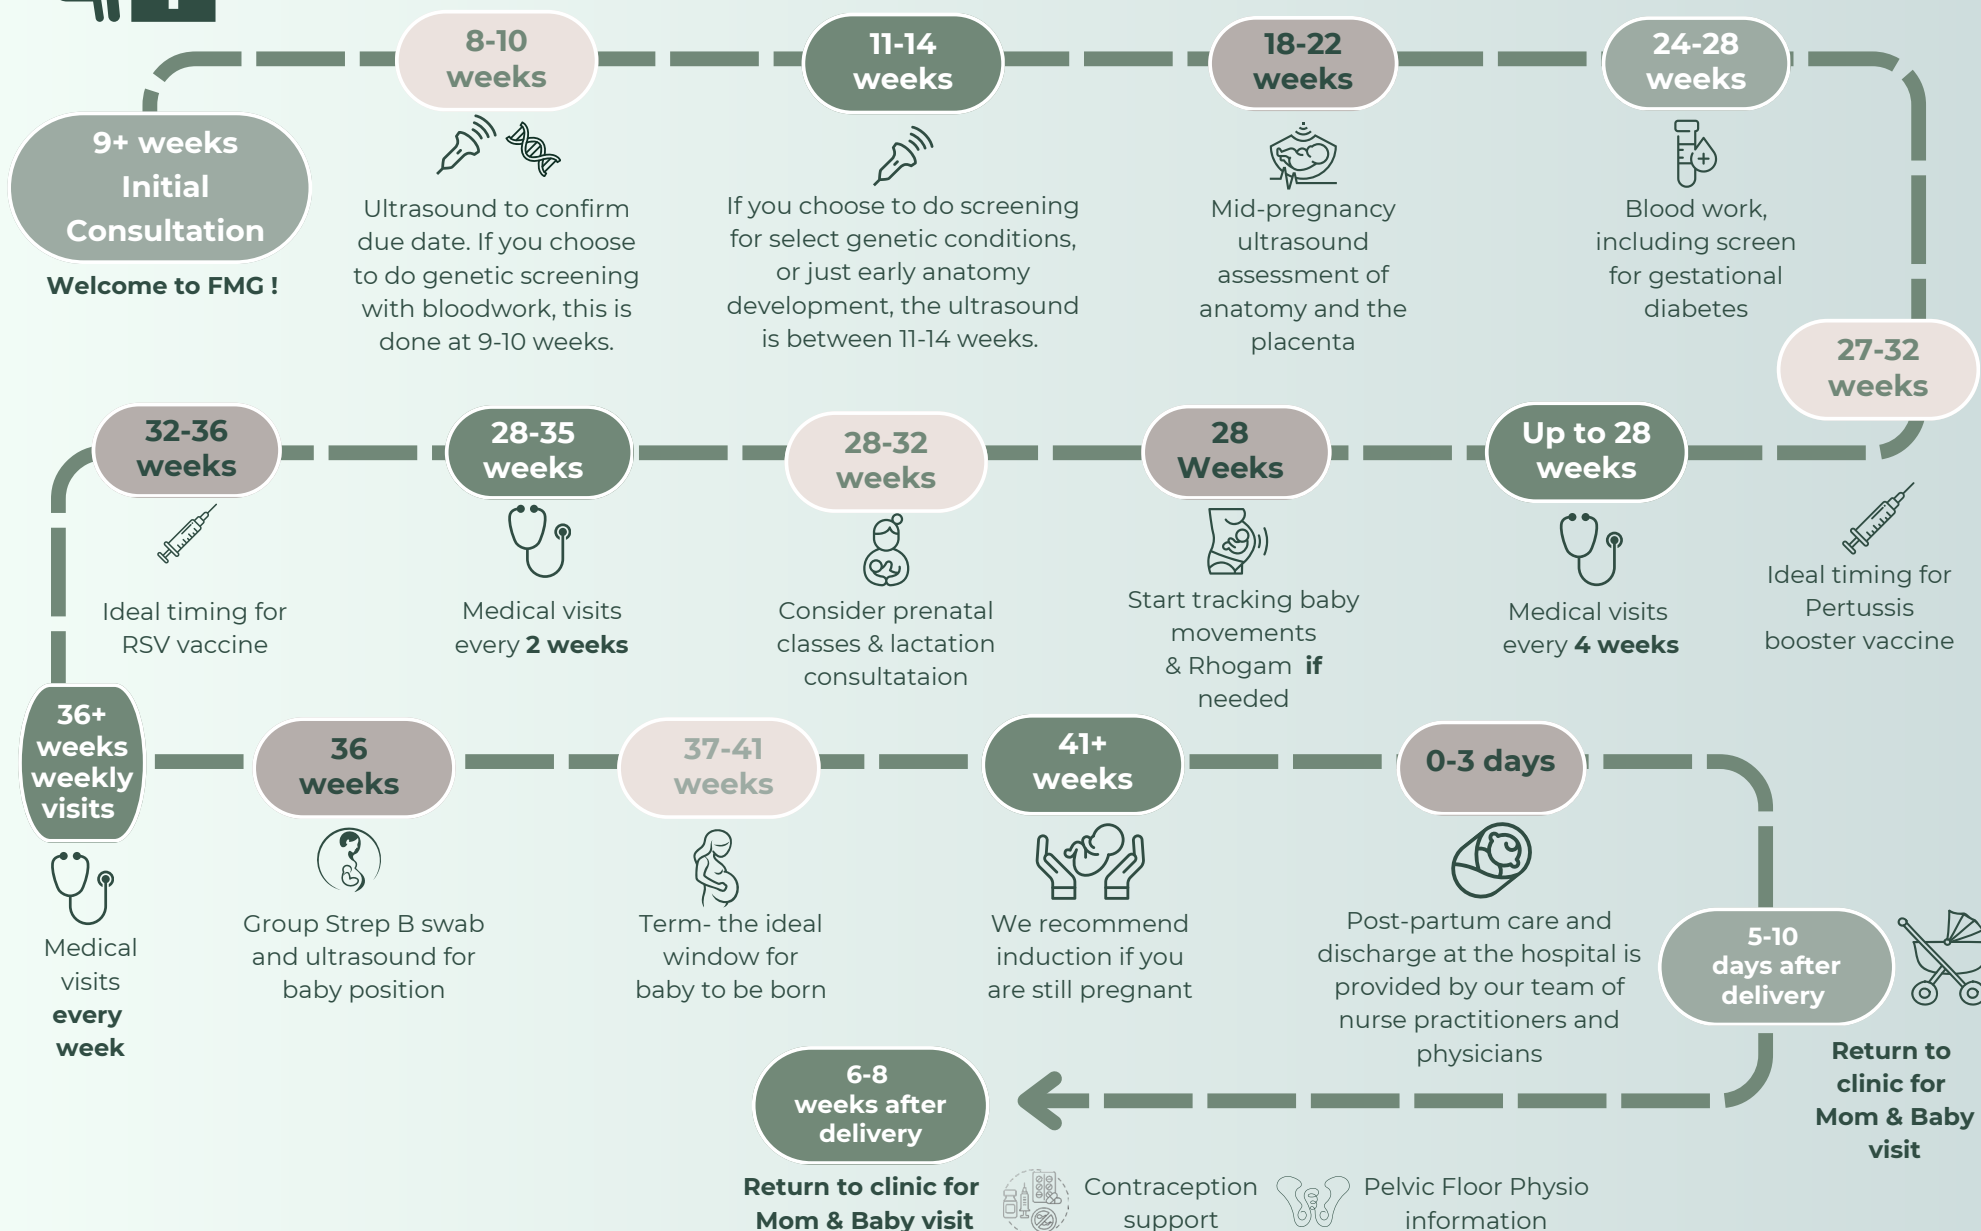 9+ weeks
Initial
Consultation
Welcome to FMG !
8-10
weeks
Ultrasound to confirm
due date. If you choose
to do genetic screening
with bloodwork, this is
done at 9-10 weeks.
11-14
weeks
If you choose to do screening
for select genetic conditions,
or just early anatomy
development, the ultrasound
is between 11-14 weeks.
18-22
weeks
Mid-pregnancy
ultrasound
assessment of
anatomy and the
placenta
24-28
weeks
Blood work,
including screen
for gestational
diabetes
27-32
weeks
Ideal timing for
Pertussis
booster vaccine
Up to 28
weeks
Medical visits
every 4 weeks
28
Weeks
Start tracking baby
movements
& Rhogam if
needed
28-32
weeks
Consider prenatal
classes & lactation
consultataion
28-35
weeks
Medical visits
every 2 weeks
32-36
weeks
Ideal timing for
RSV vaccine
36+
weeks
weekly
visits
Medical
visits
every
week
36
weeks
Group Strep B swab
and ultrasound for
baby position
37-41
weeks
Term- the ideal
window for
baby to be born
41+
weeks
We recommend
induction if you
are still pregnant
0-3 days
Post-partum care and
discharge at the hospital is
provided by our team of
nurse practitioners and
physicians
5-10
days after
delivery
Return to
clinic for
Mom & Baby
visit
6-8
weeks after
delivery
Return to clinic for
Mom & Baby visit
Contraception
support
Pelvic Floor Physio
information